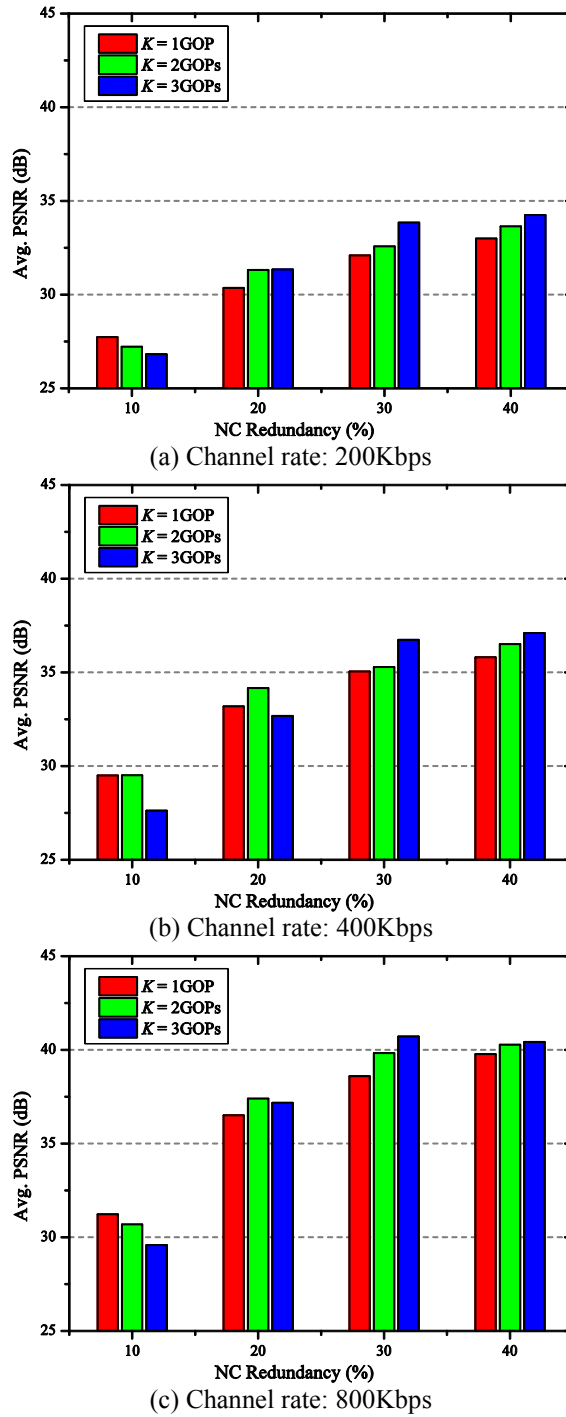 45
40
35
30
25
Avg. PSNR (dB)
K = 1GOP
K = 2GOPs
K = 3GOPs
10 20 30 40
NC Redundancy (%)
(a) Channel rate: 200Kbps
45
40
35
30
25
Avg. PSNR (dB)
K = 1GOP
K = 2GOPs
K = 3GOPs
10 20 30 40
NC Redundancy (%)
(b) Channel rate: 400Kbps
45
40
35
30
25
Avg. PSNR (dB)
K = 1GOP
K = 2GOPs
K = 3GOPs
10 20 30 40
NC Redundancy (%)
(c) Channel rate: 800Kbps